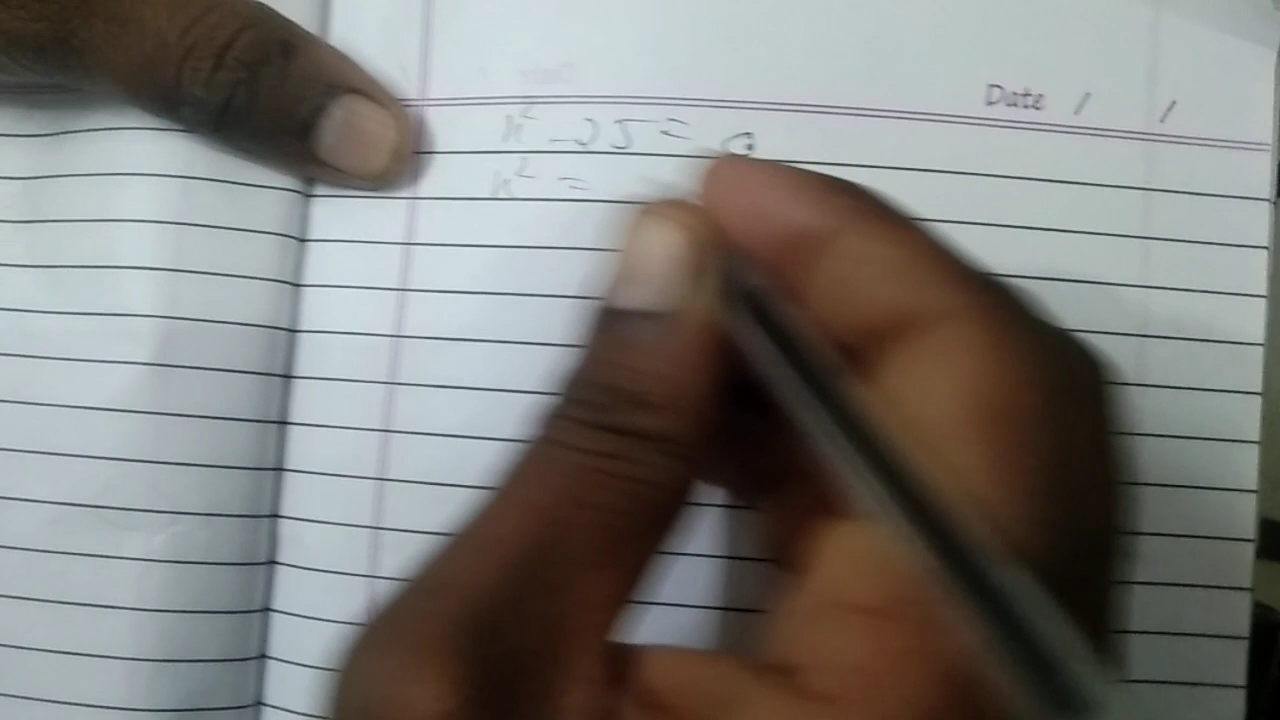 Date / /
x² - 25 = 0
x² =